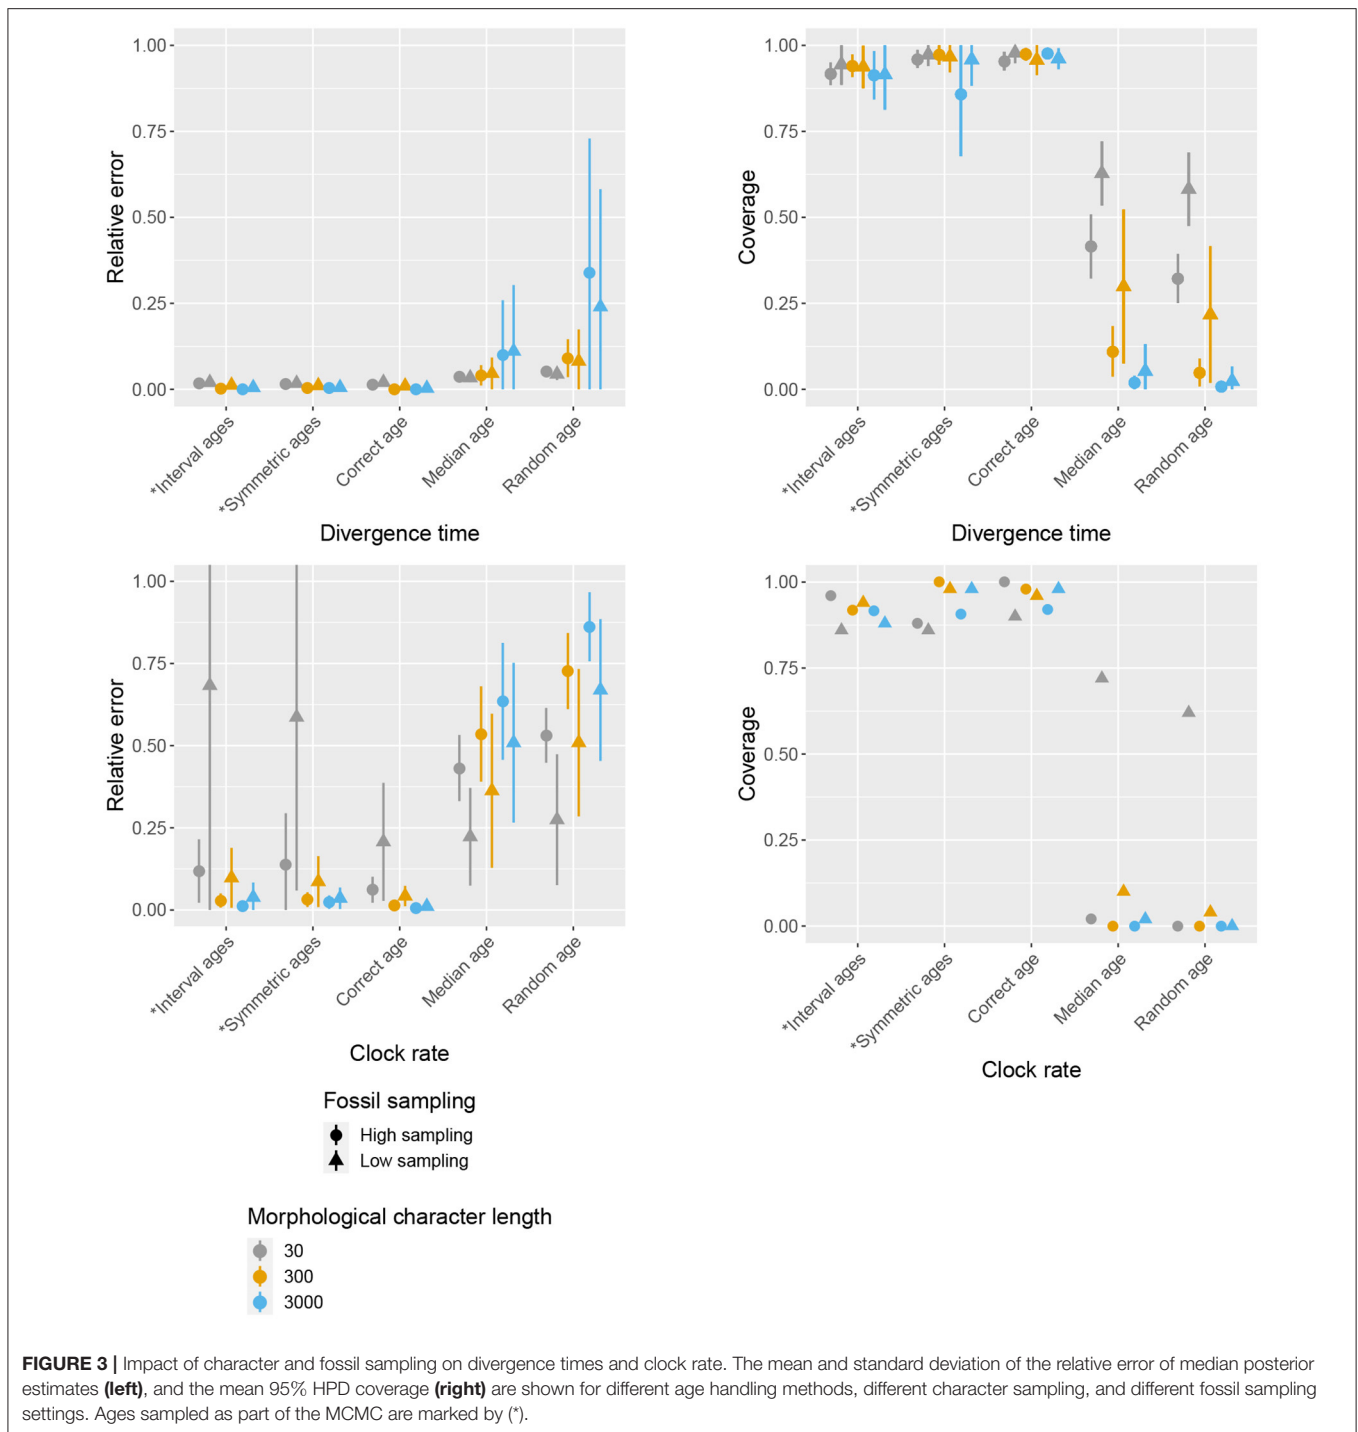 1.00
0.75
0.50
0.25
0.00
Relative error
*Interval ages
*Symmetric ages
Correct age
Median age
Random age
Divergence time
1.00
0.75
0.50
0.25
0.00
Coverage
*Interval ages
*Symmetric ages
Correct age
Median age
Random age
Divergence time
1.00
0.75
0.50
0.25
0.00
Relative error
*Interval ages
*Symmetric ages
Correct age
Median age
Random age
Clock rate
1.00
0.75
0.50
0.25
0.00
Coverage
*Interval ages
*Symmetric ages
Correct age
Median age
Random age
Clock rate
Fossil sampling
High sampling
Low sampling
Morphological character length
30
300
3000
FIGURE 3 | Impact of character and fossil sampling on divergence times and clock rate. The mean and standard deviation of the relative error of median posterior
estimates (left), and the mean 95% HPD coverage (right) are shown for different age handling methods, different character sampling, and different fossil sampling
settings. Ages sampled as part of the MCMC are marked by (*).